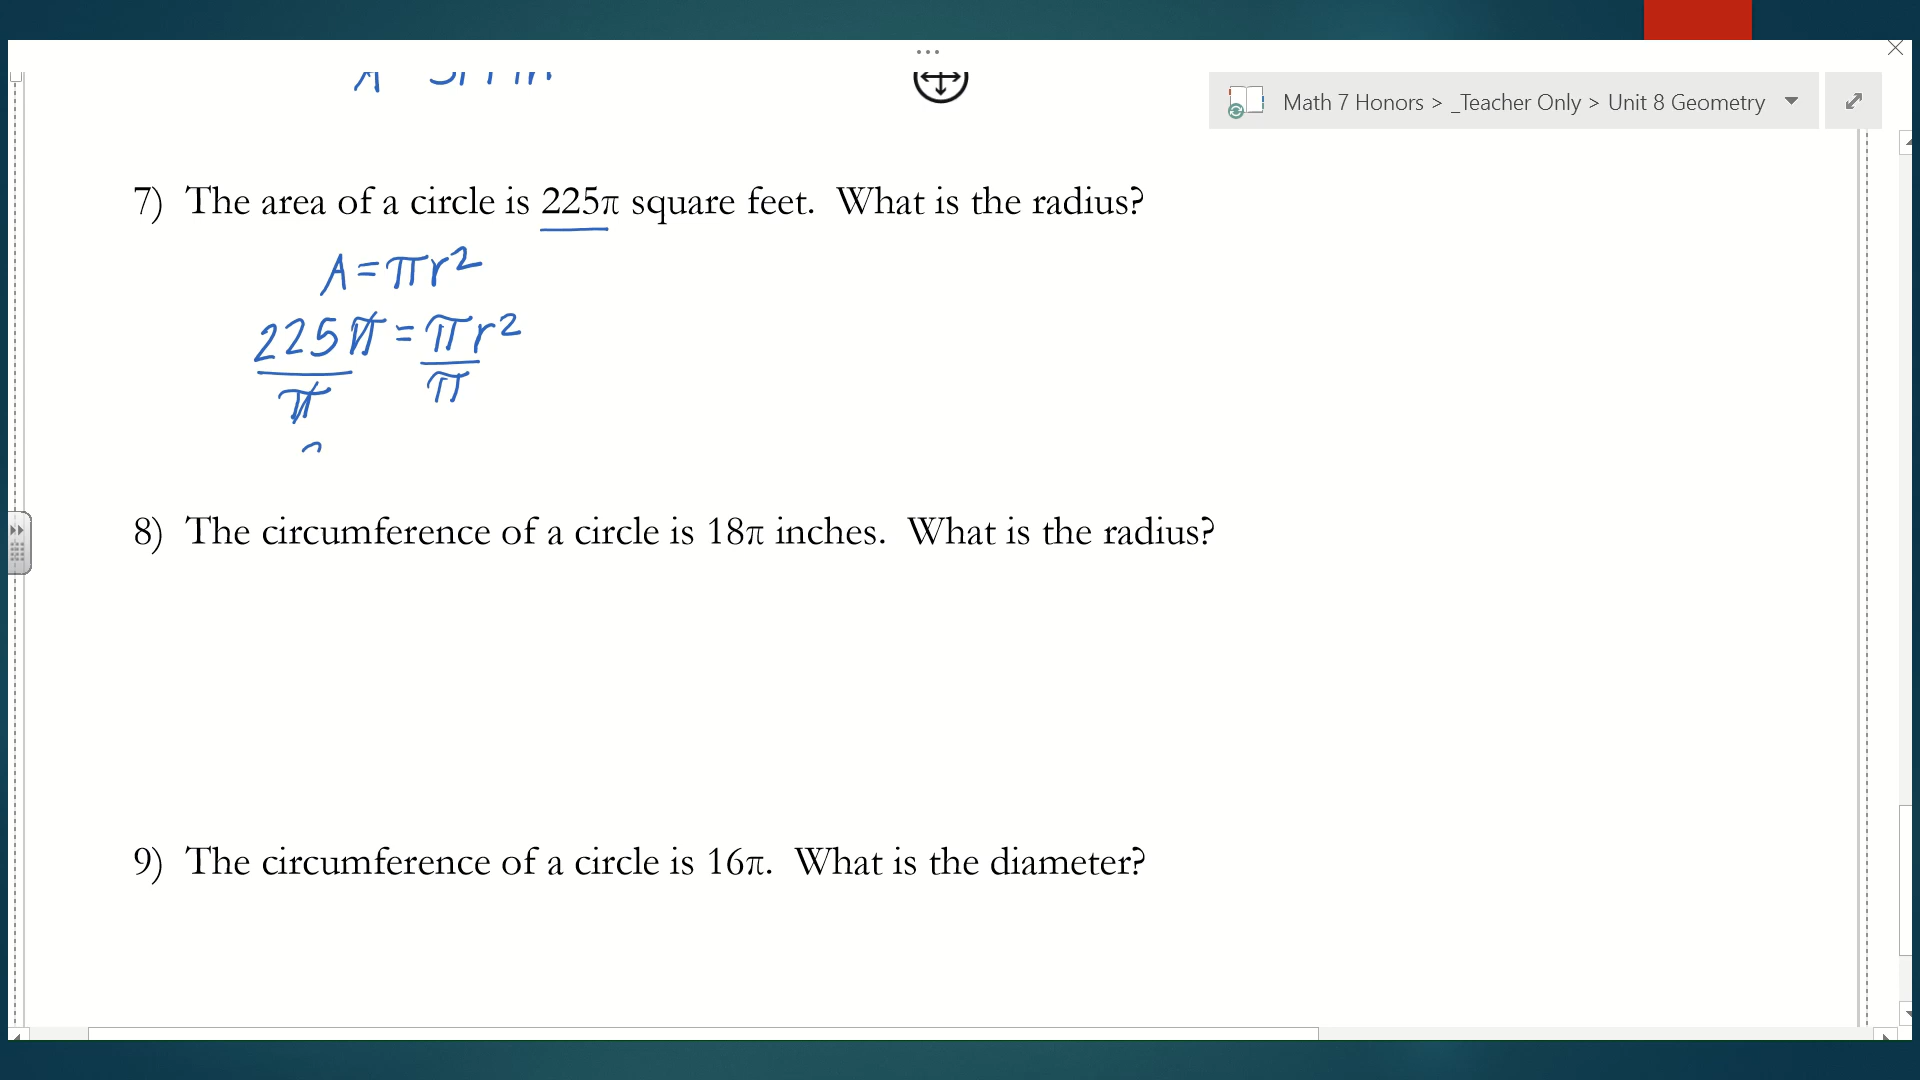 Math 7 Honors > _Teacher Only > Unit 8 Geometry
7) The area of a circle is 225π square feet. What is the radius?
A = πr²
225π = πr²
π π
8) The circumference of a circle is 18π inches. What is the radius?
9) The circumference of a circle is 16π. What is the diameter?